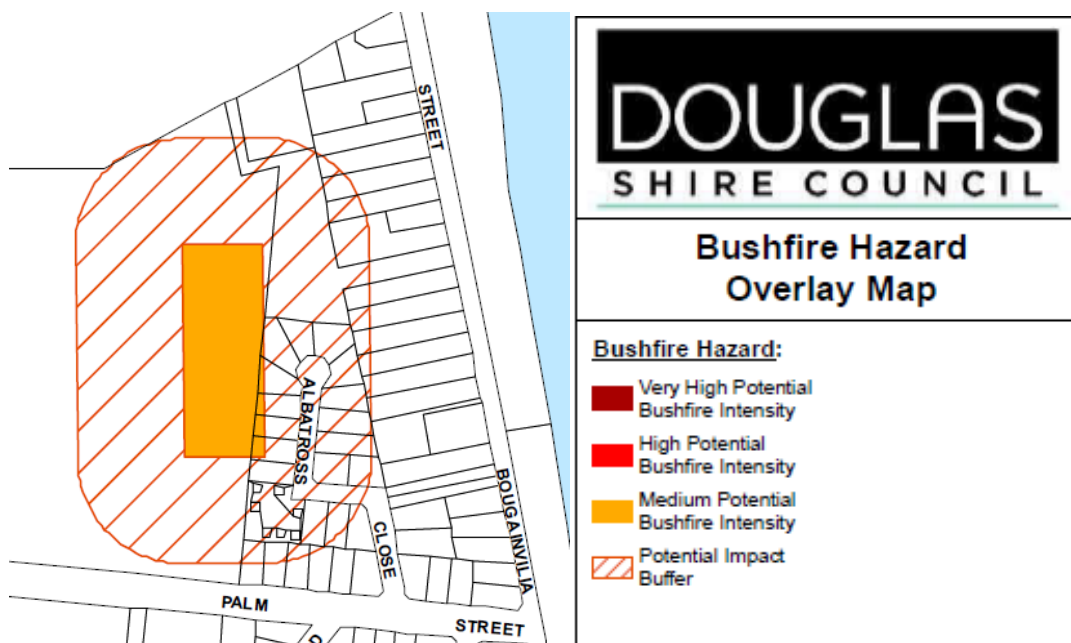 STREET
ALBATROSS
CLOSE
BOUGAINVILIA
PALM
STREET
DOUGLAS
SHIRE COUNCIL
Bushfire Hazard
Overlay Map
Bushfire Hazard:
Very High Potential
Bushfire Intensity
High Potential
Bushfire Intensity
Medium Potential
Bushfire Intensity
Potential Impact
Buffer